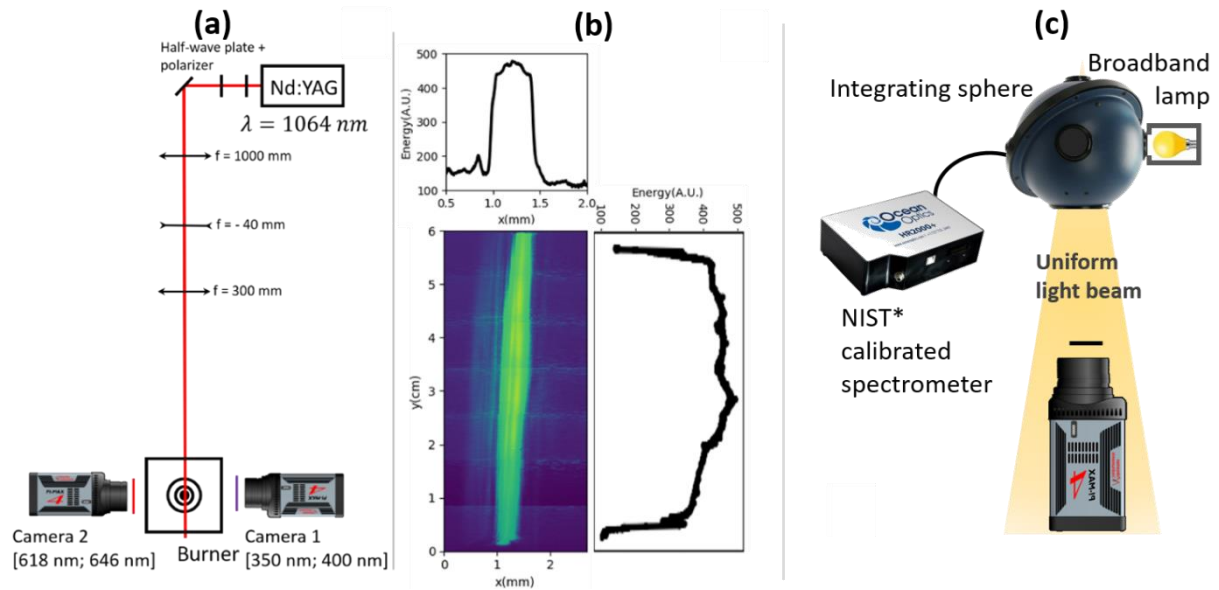 (a)
Half-wave plate +
polarizer
Nd:YAG
λ = 1064 nm
f = 1000 mm
f = - 40 mm
f = 300 mm
Camera 2
[618 nm; 646 nm]
Burner
Camera 1
[350 nm; 400 nm]
(b)
Energy(A.U.)
500
400
300
200
100
0.5 1.0 1.5 2.0
x(mm)
Energy(A.U.)
100 200 300 400 500
y(cm)
6
5
4
3
2
1
0
0 1 2
x(mm)
(c)
Integrating sphere
Broadband
lamp
Ocean
Optics
HR2000+
Uniform
light beam
NIST*
calibrated
spectrometer
PI-MAX
4